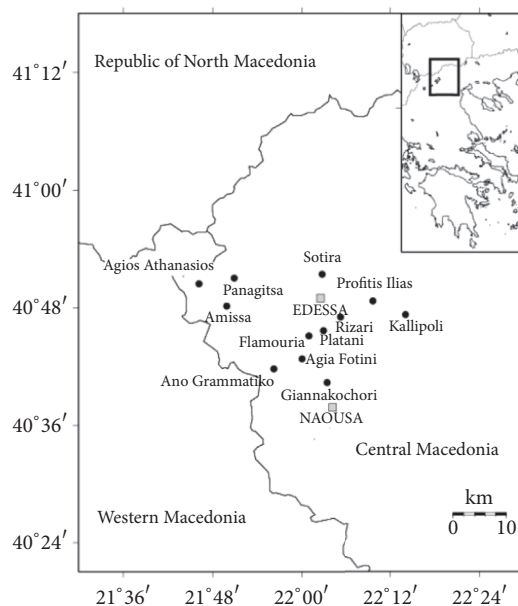 Republic of North Macedonia
41°12′
41°00′
40°48′
40°36′
40°24′
Sotira
Agios Athanasios
Panagitsa
Profitis Ilias
EDESSA
Amissa
Rizari
Kallipoli
Flamouria
Platani
Agia Fotini
Ano Grammatiko
Giannakochori
NAOUSA
Central Macedonia
km
0 10
Western Macedonia
21°36′ 21°48′ 22°00′ 22°12′ 22°24′